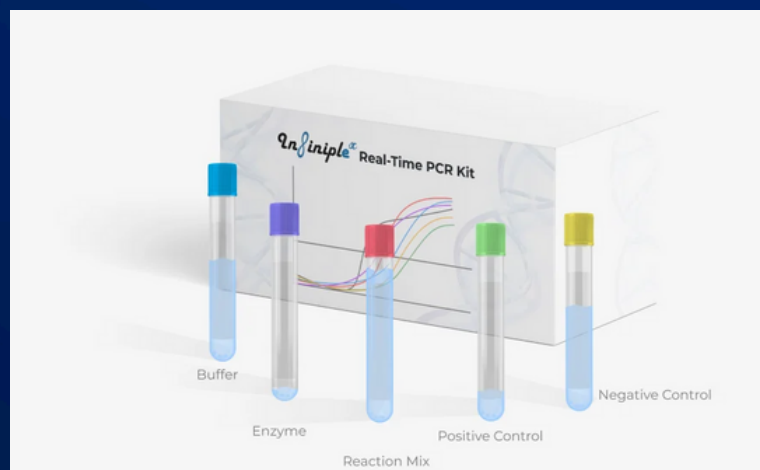 Infiniplex Real-Time PCR Kit
Buffer
Negative Control
Enzyme
Positive Control
Reaction Mix